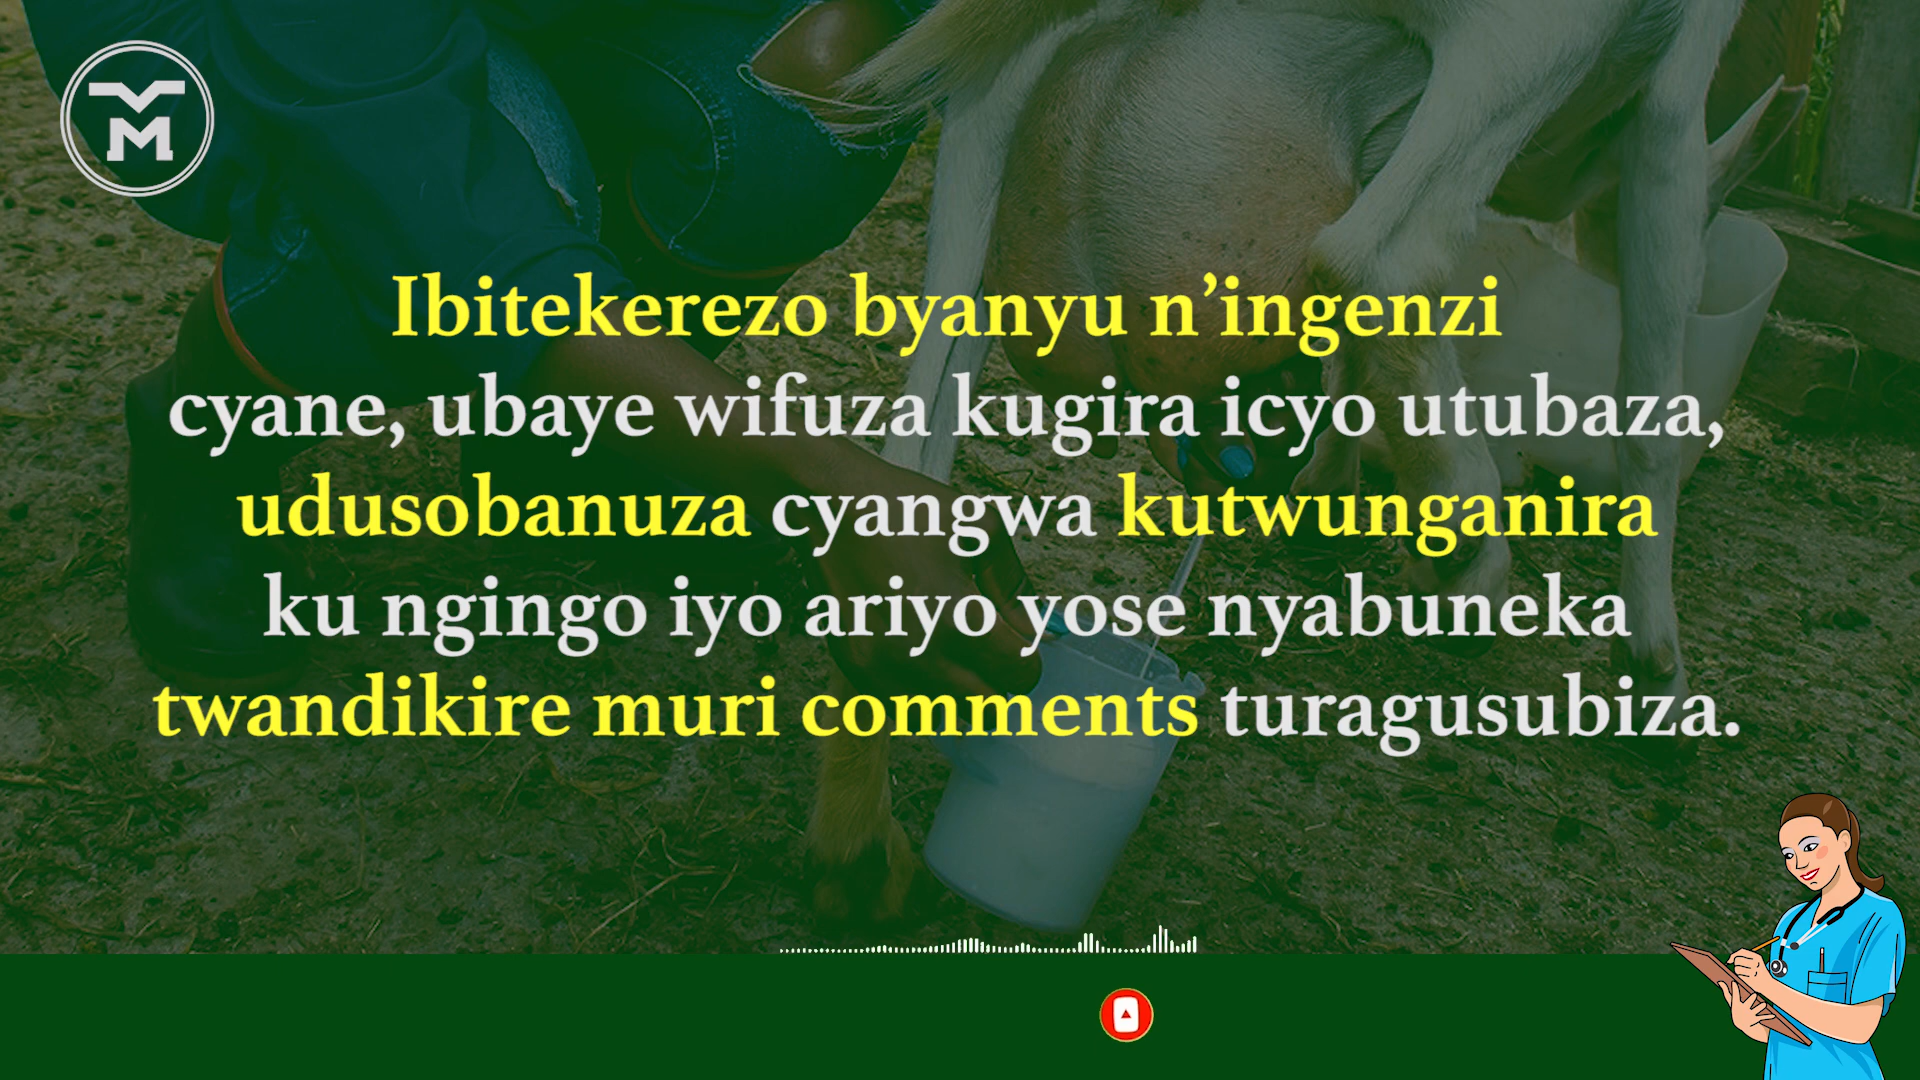 VM
Ibitekerezo byanyu n’ingenzi
cyane, ubaye wifuza kugira icyo utubaza,
udusobanuza cyangwa kutwunganira
ku ngingo iyo ariyo yose nyabuneka
twandikire muri comments turagusubiza.